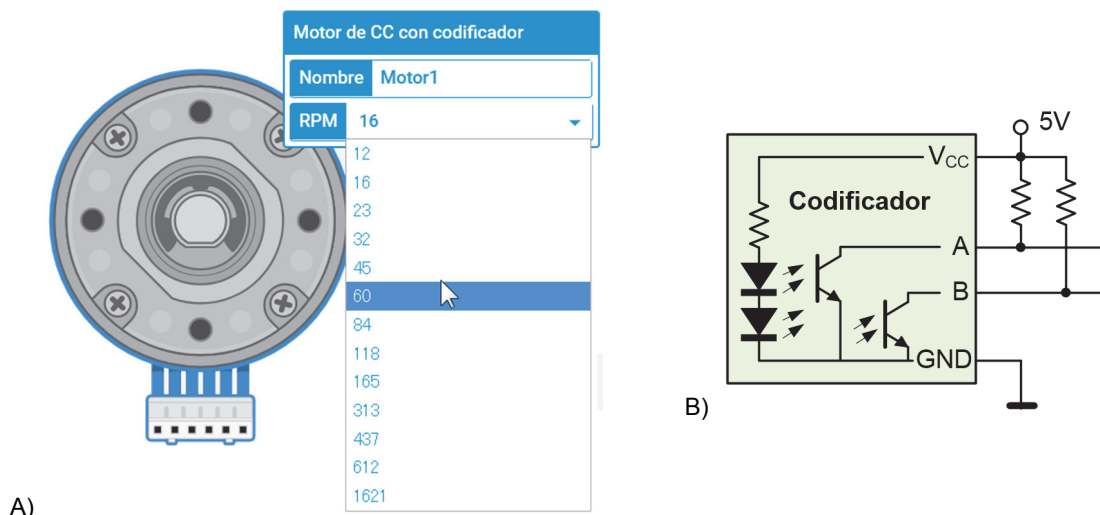 Motor de CC con codificador
Nombre Motor1
RPM 16
12
16
23
32
45
60
84
118
165
313
437
612
1621
A)
5V
VCC
Codificador
A
B
GND
B)